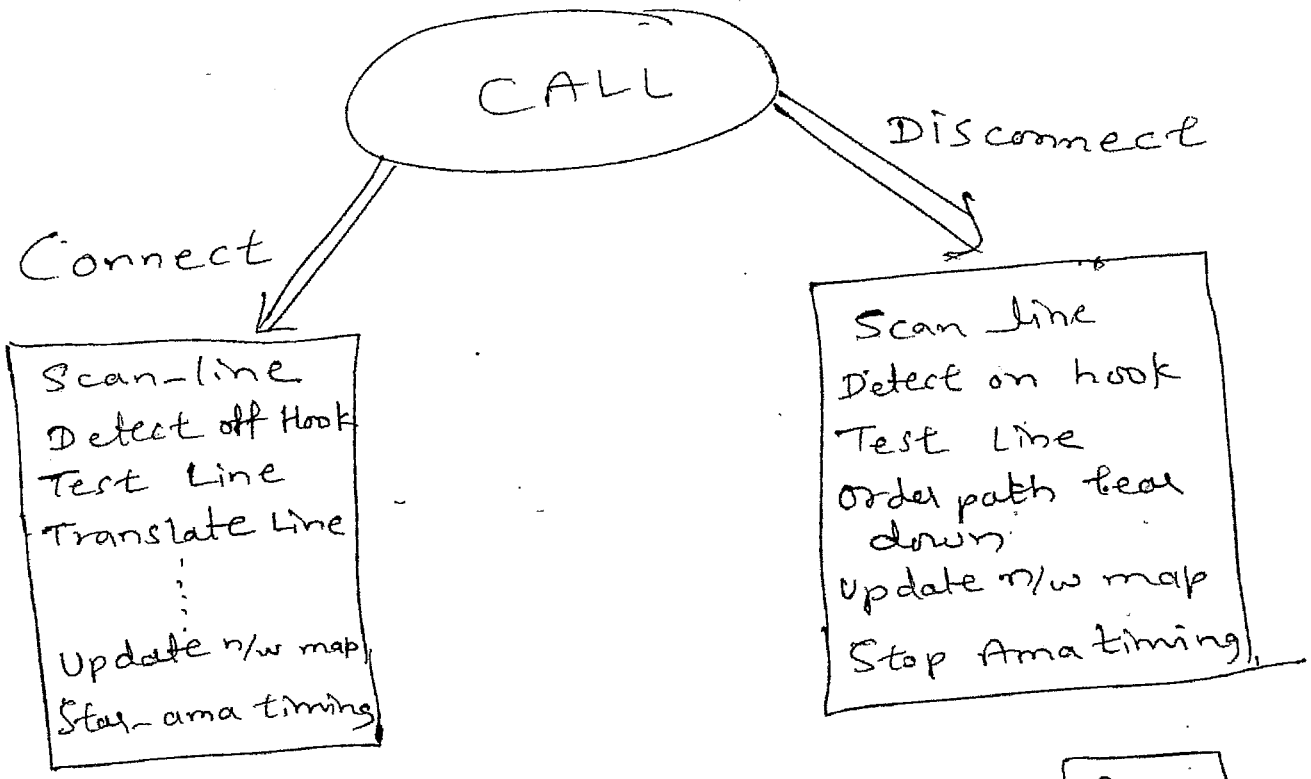 CALL
Disconnect
Connect
Scan-line
Detect off Hook
Test Line
Translate Line
Update n/w map
Star-ama timing
Scan line
Detect on hook
Test Line
order path tear
down
update n/w map
Stop Ama timing